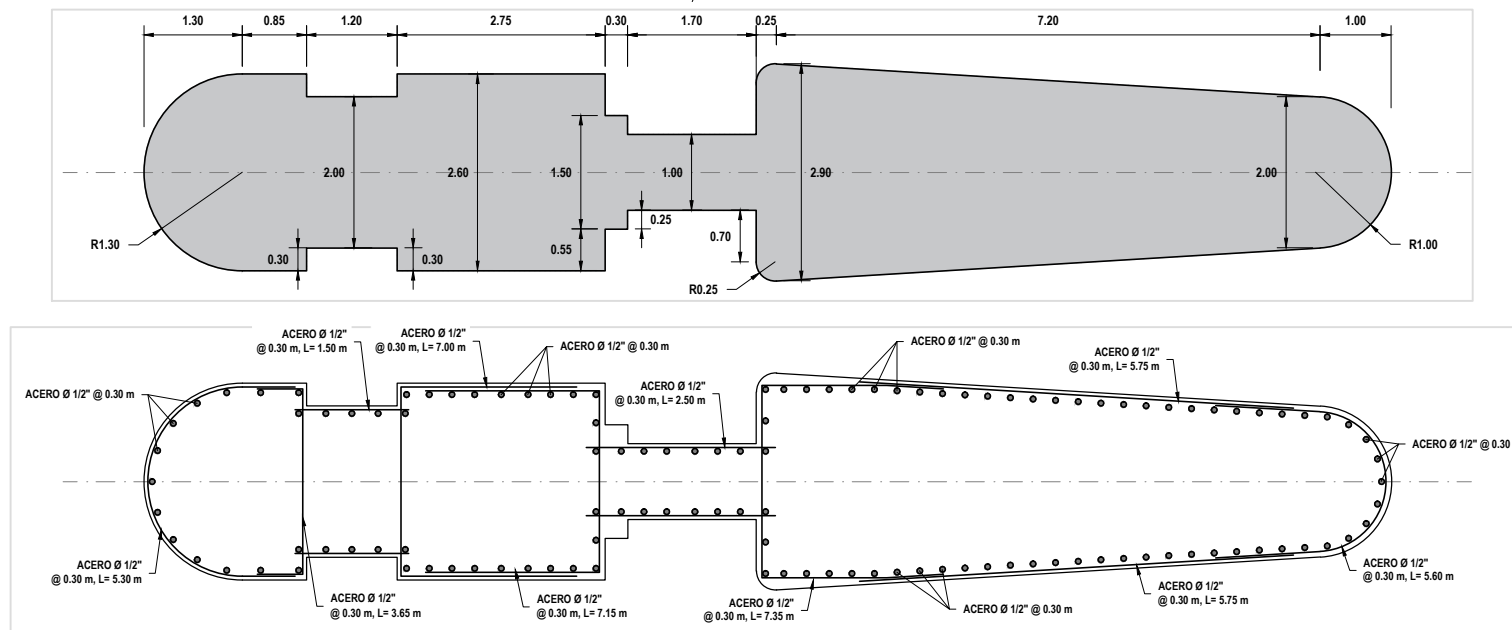 1.30
0.85
1.20
2.75
0.30
1.70
0.25
7.20
1.00
2.00
2.60
1.50
1.00
2.90
2.00
0.25
0.70
0.55
0.30
0.30
R1.30
R0.25
R1.00
ACERO Ø 1/2"
@ 0.30 m, L= 1.50 m
ACERO Ø 1/2"
@ 0.30 m, L= 7.00 m
ACERO Ø 1/2" @ 0.30 m
ACERO Ø 1/2" @ 0.30 m
ACERO Ø 1/2"
@ 0.30 m, L= 5.75 m
ACERO Ø 1/2" @ 0.30 m
ACERO Ø 1/2"
@ 0.30 m, L= 2.50 m
ACERO Ø 1/2" @ 0.30
ACERO Ø 1/2"
@ 0.30 m, L= 5.30 m
ACERO Ø 1/2"
@ 0.30 m, L= 3.65 m
ACERO Ø 1/2"
@ 0.30 m, L= 7.15 m
ACERO Ø 1/2"
@ 0.30 m, L= 7.35 m
ACERO Ø 1/2" @ 0.30 m
ACERO Ø 1/2"
@ 0.30 m, L= 5.75 m
ACERO Ø 1/2"
@ 0.30 m, L= 5.60 m